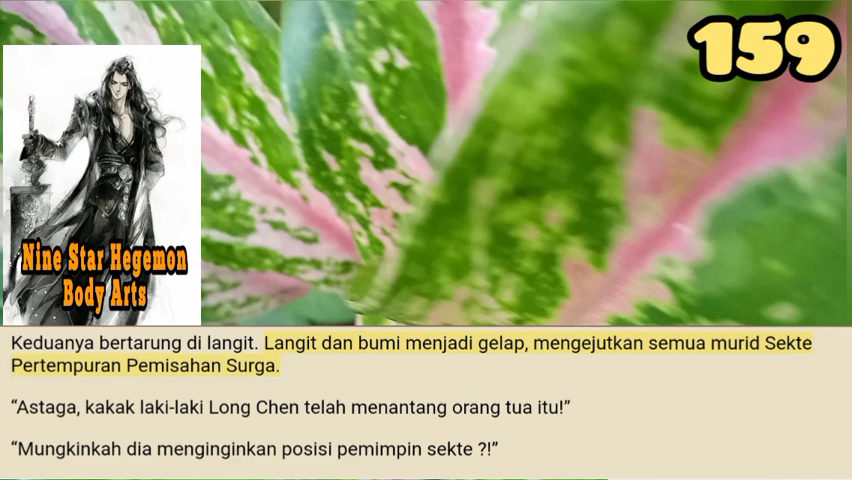 159
Nine Star Hegemon
Body Arts
Keduanya bertarung di langit. Langit dan bumi menjadi gelap, mengejutkan semua murid Sekte
Pertempuran Pemisahan Surga.
“Astaga, kakak laki-laki Long Chen telah menantang orang tua itu!”
“Mungkinkah dia menginginkan posisi pemimpin sekte ?!”